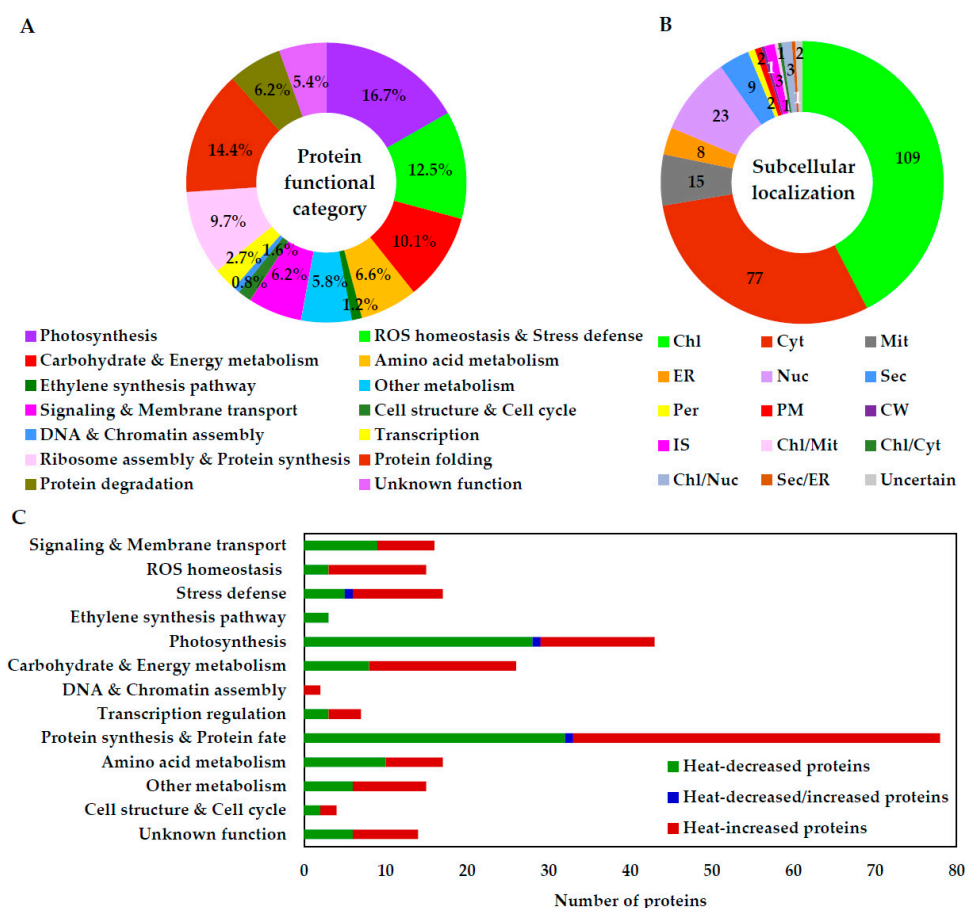 A
B
5.4%
16.7%
6.2%
14.4%
12.5%
9.7%
10.1%
2.7%
1.6%
0.8%
6.2%
5.8%
1.2%
6.6%
Protein
functional
category
2
1
2
1
3
3
9
2
1
1
23
8
15
109
77
Subcellular
localization
Photosynthesis
ROS homeostasis & Stress defense
Carbohydrate & Energy metabolism
Amino acid metabolism
Ethylene synthesis pathway
Other metabolism
Signaling & Membrane transport
Cell structure & Cell cycle
DNA & Chromatin assembly
Transcription
Ribosome assembly & Protein synthesis
Protein folding
Protein degradation
Unknown function
Chl
Cyt
Mit
ER
Nuc
Sec
Per
PM
CW
IS
Chl/Mit
Chl/Cyt
Chl/Nuc
Sec/ER
Uncertain
C
Signaling & Membrane transport
ROS homeostasis
Stress defense
Ethylene synthesis pathway
Photosynthesis
Carbohydrate & Energy metabolism
DNA & Chromatin assembly
Transcription regulation
Protein synthesis & Protein fate
Amino acid metabolism
Other metabolism
Cell structure & Cell cycle
Unknown function
Heat-decreased proteins
Heat-decreased/increased proteins
Heat-increased proteins
0 10 20 30 40 50 60 70 80
Number of proteins